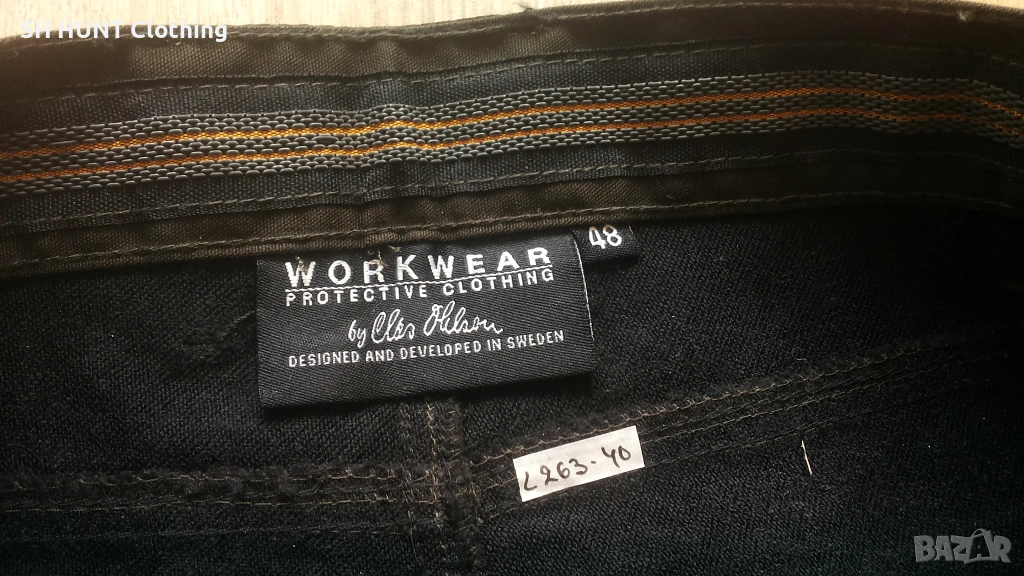 SH HUNT Clothing
48
WORKWEAR
PROTECTIVE CLOTHING
by Clas Ohlson
DESIGNED AND DEVELOPED IN SWEDEN
L263-40
BAZAR